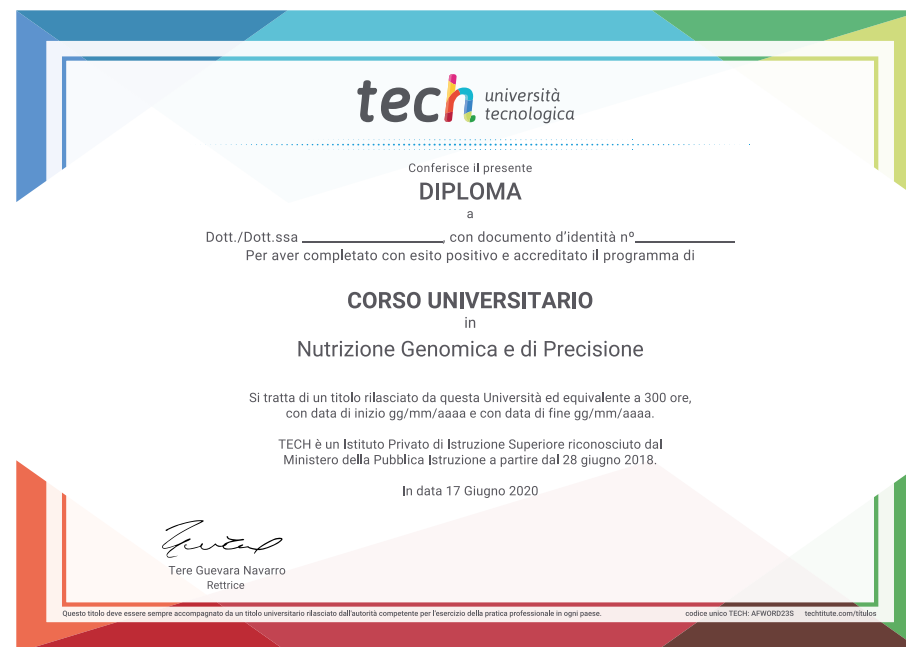 tech università
tecnologica
Conferisce il presente
DIPLOMA
a
Dott./Dott.ssa ____________________, con documento d'identità nº______________
Per aver completato con esito positivo e accreditato il programma di
CORSO UNIVERSITARIO
in
Nutrizione Genomica e di Precisione
Si tratta di un titolo rilasciato da questa Università ed equivalente a 300 ore,
con data di inizio gg/mm/aaaa e con data di fine gg/mm/aaaa.
TECH è un Istituto Privato di Istruzione Superiore riconosciuto dal
Ministero della Pubblica Istruzione a partire dal 28 giugno 2018.
In data 17 Giugno 2020
Tere Guevara Navarro
Rettrice
Questo titolo deve essere sempre accompagnato da un titolo universitario rilasciato dall'autorità competente per l'esercizio della pratica professionale in ogni paese. codice unico TECH: AFWORD23S techtitute.com/titulos